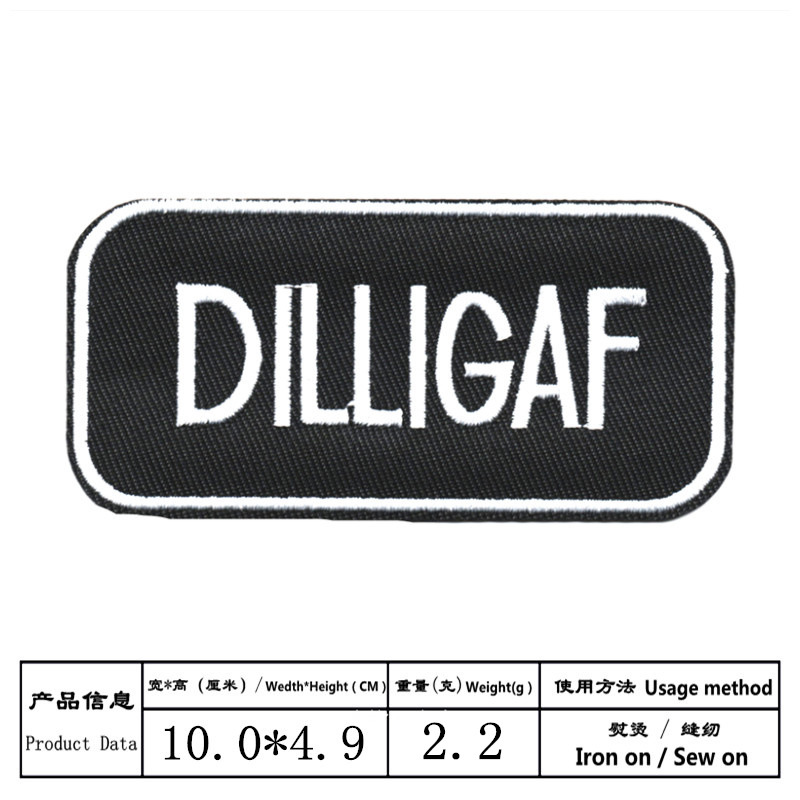 DILLIGAF
产品信息
Product Data
宽*高（厘米）/ Wedth*Height ( CM )
10.0*4.9
重量(克) Weight(g )
2.2
使用方法 Usage method
熨烫 / 缝纫
Iron on / Sew on